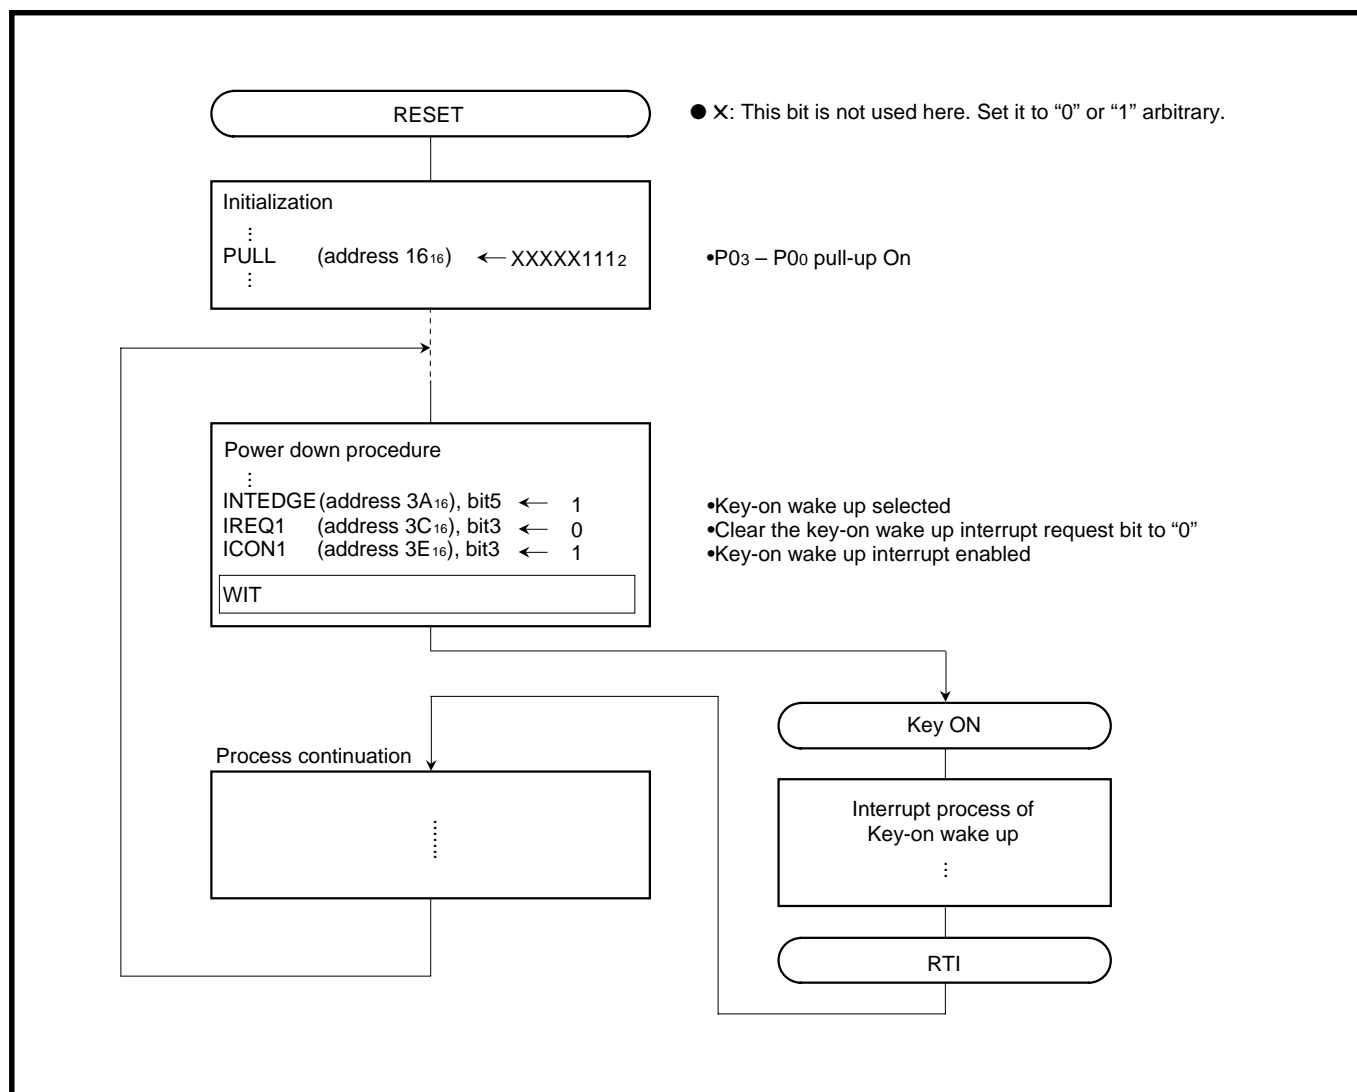 RESET
● X: This bit is not used here. Set it to “0” or “1” arbitrary.
Initialization
⋮
PULL (address 16₁₆) ← XXXXX111₂
•P0₃ – P0₀ pull-up On
⋮
Power down procedure
⋮
INTEDGE (address 3A₁₆), bit5 ← 1
•Key-on wake up selected
IREQ1 (address 3C₁₆), bit3 ← 0
•Clear the key-on wake up interrupt request bit to “0”
ICON1 (address 3E₁₆), bit3 ← 1
•Key-on wake up interrupt enabled
WIT
Key ON
Process continuation
Interrupt process of
Key-on wake up
⋮
RTI